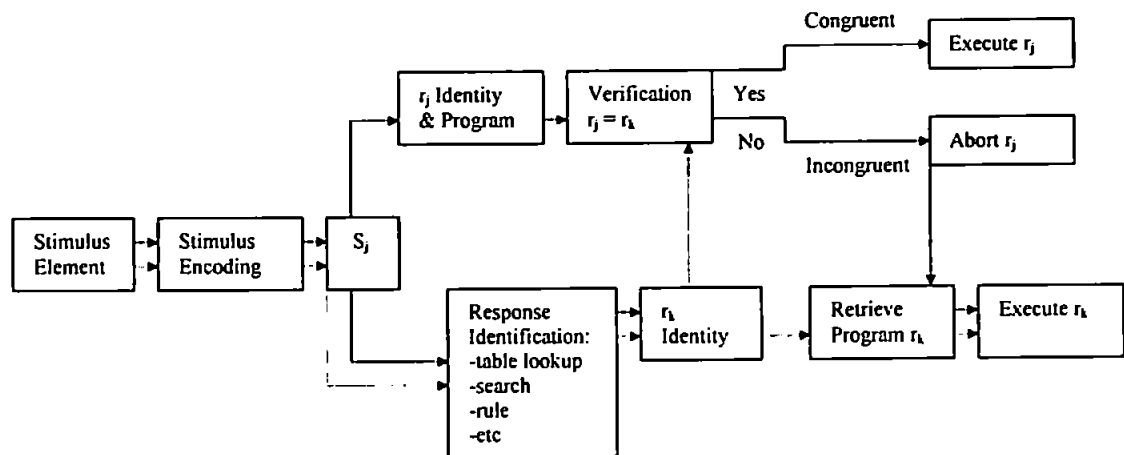 Congruent
Execute rⱼ
rⱼ Identity
& Program
Verification
rⱼ = rₖ
Yes
No
Incongruent
Abort rⱼ
Stimulus
Element
Stimulus
Encoding
Sⱼ
Response
Identification:
-table lookup
-search
-rule
-etc
rₖ
Identity
Retrieve
Program rₖ
Execute rₖ